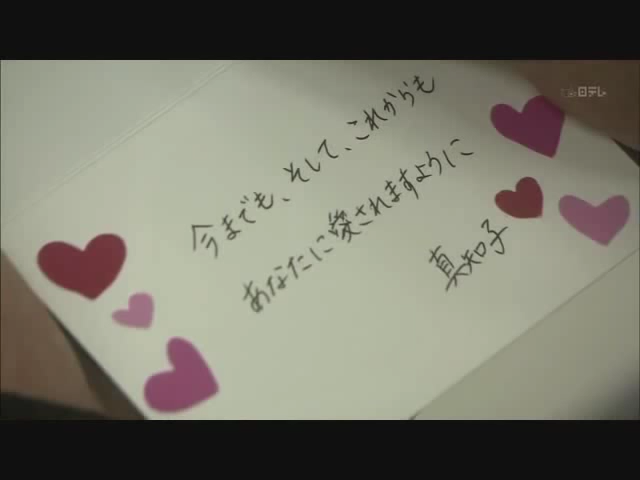 今までも、そして、これからも
あなたに愛されますように
真知子
日テレ